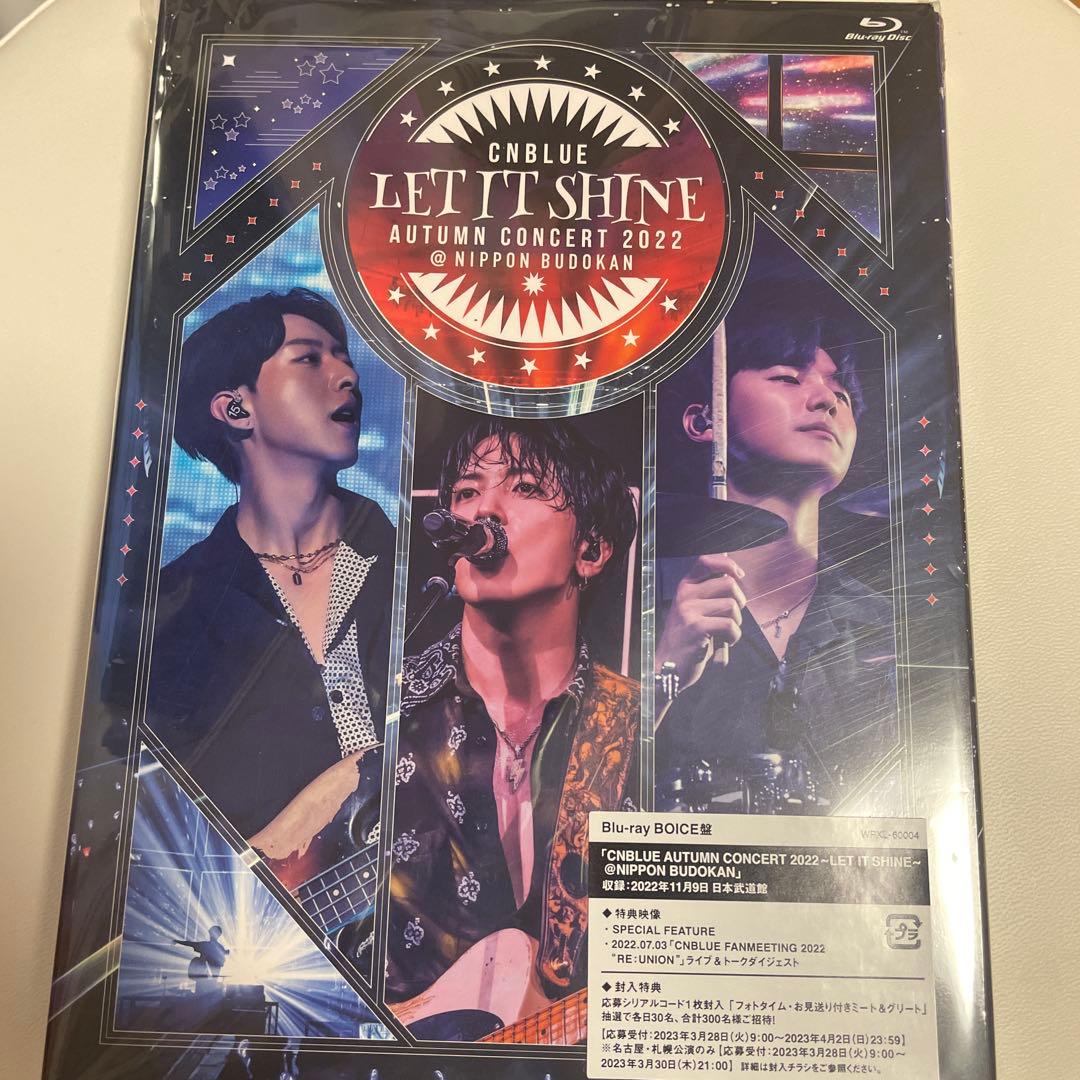 Blu-ray Disc
CNBLUE
LET IT SHINE
AUTUMN CONCERT 2022
@ NIPPON BUDOKAN
15
Blu-ray BOICE盤
WPXL-60004
「CNBLUE AUTUMN CONCERT 2022～LET IT SHINE～
@NIPPON BUDOKAN」
収録：2022年11月9日 日本武道館
◆ 特典映像
・SPECIAL FEATURE
・2022.07.03「CNBLUE FANMEETING 2022
"RE:UNION"」ライブ＆トークダイジェスト
プラ
◆ 封入特典
応募シリアルコード1枚封入「フォトタイム・お見送り付きミート＆グリート」
抽選で各日30名、合計300名様ご招待!
【応募受付：2023年3月28日(火)9:00～2023年4月2日(日)23:59】
※名古屋・札幌公演のみ【応募受付：2023年3月28日(火)9:00～
2023年3月30日(木)21:00】 詳細は封入チラシをご参照ください。